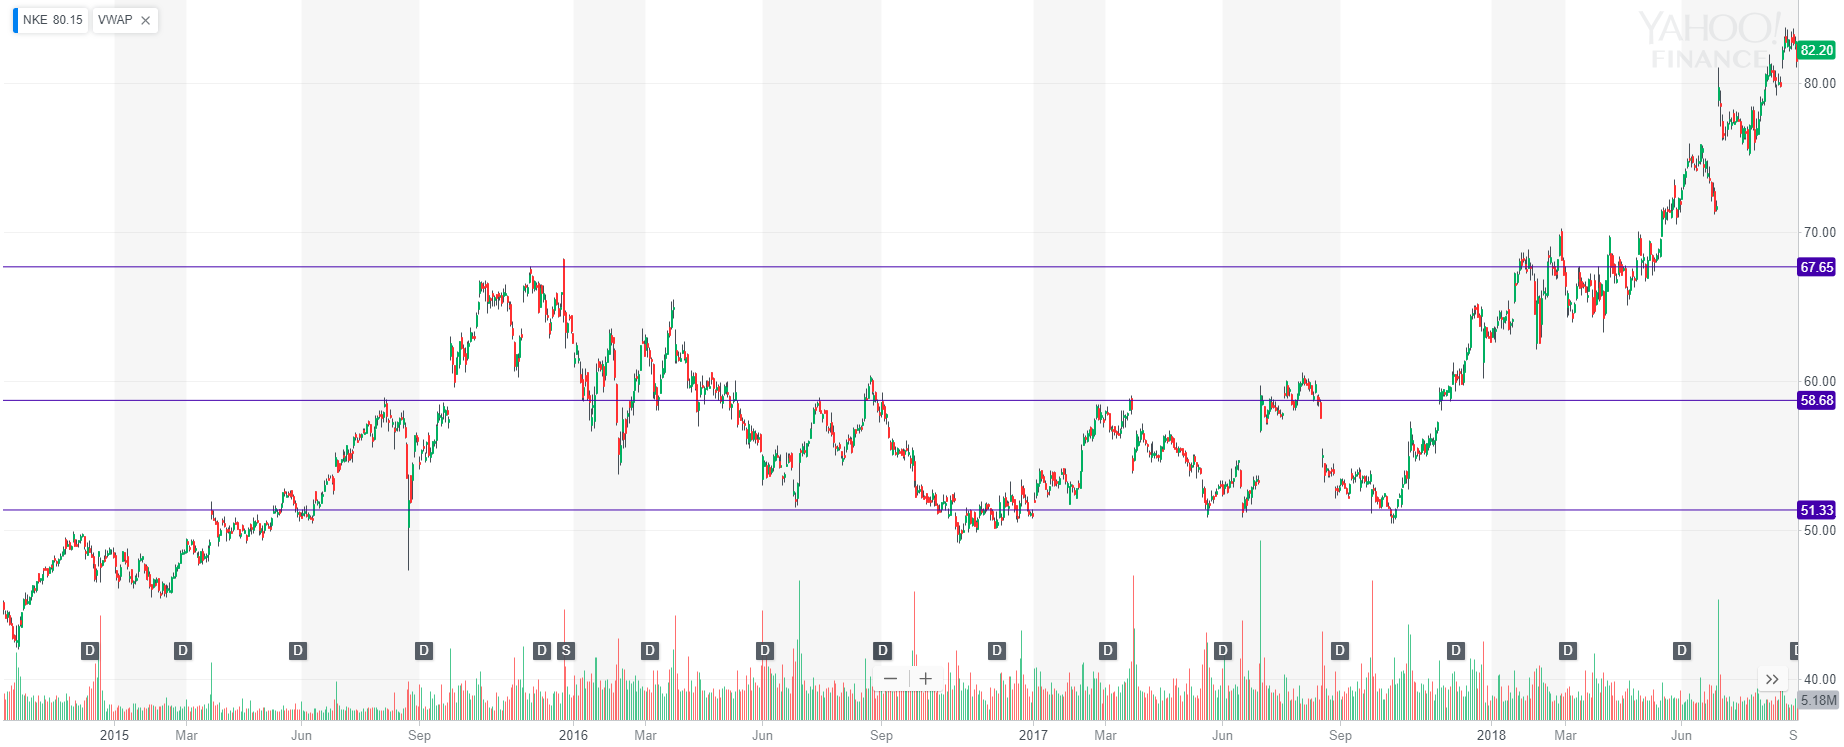 NKE 80.15 VWAP ✕
YAHOO!
FINANCE
82.20
80.00
70.00
67.65
60.00
58.68
51.33
50.00
D D D D D S D D D D D D D D D D
− +
40.00
5.18M
2015 Mar Jun Sep 2016 Mar Jun Sep 2017 Mar Jun Sep 2018 Mar Jun S